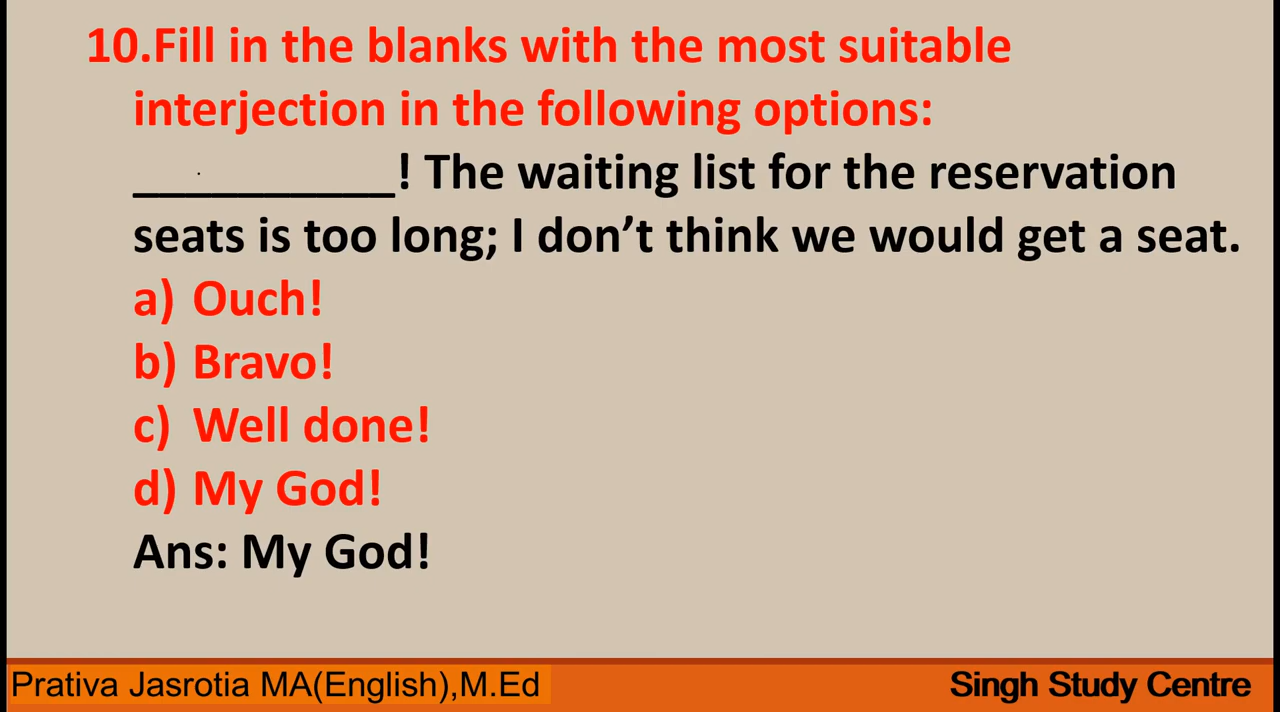 10.Fill in the blanks with the most suitable
interjection in the following options:
__________! The waiting list for the reservation
seats is too long; I don’t think we would get a seat.
a) Ouch!
b) Bravo!
c) Well done!
d) My God!
Ans: My God!
Prativa Jasrotia MA(English),M.Ed
Singh Study Centre